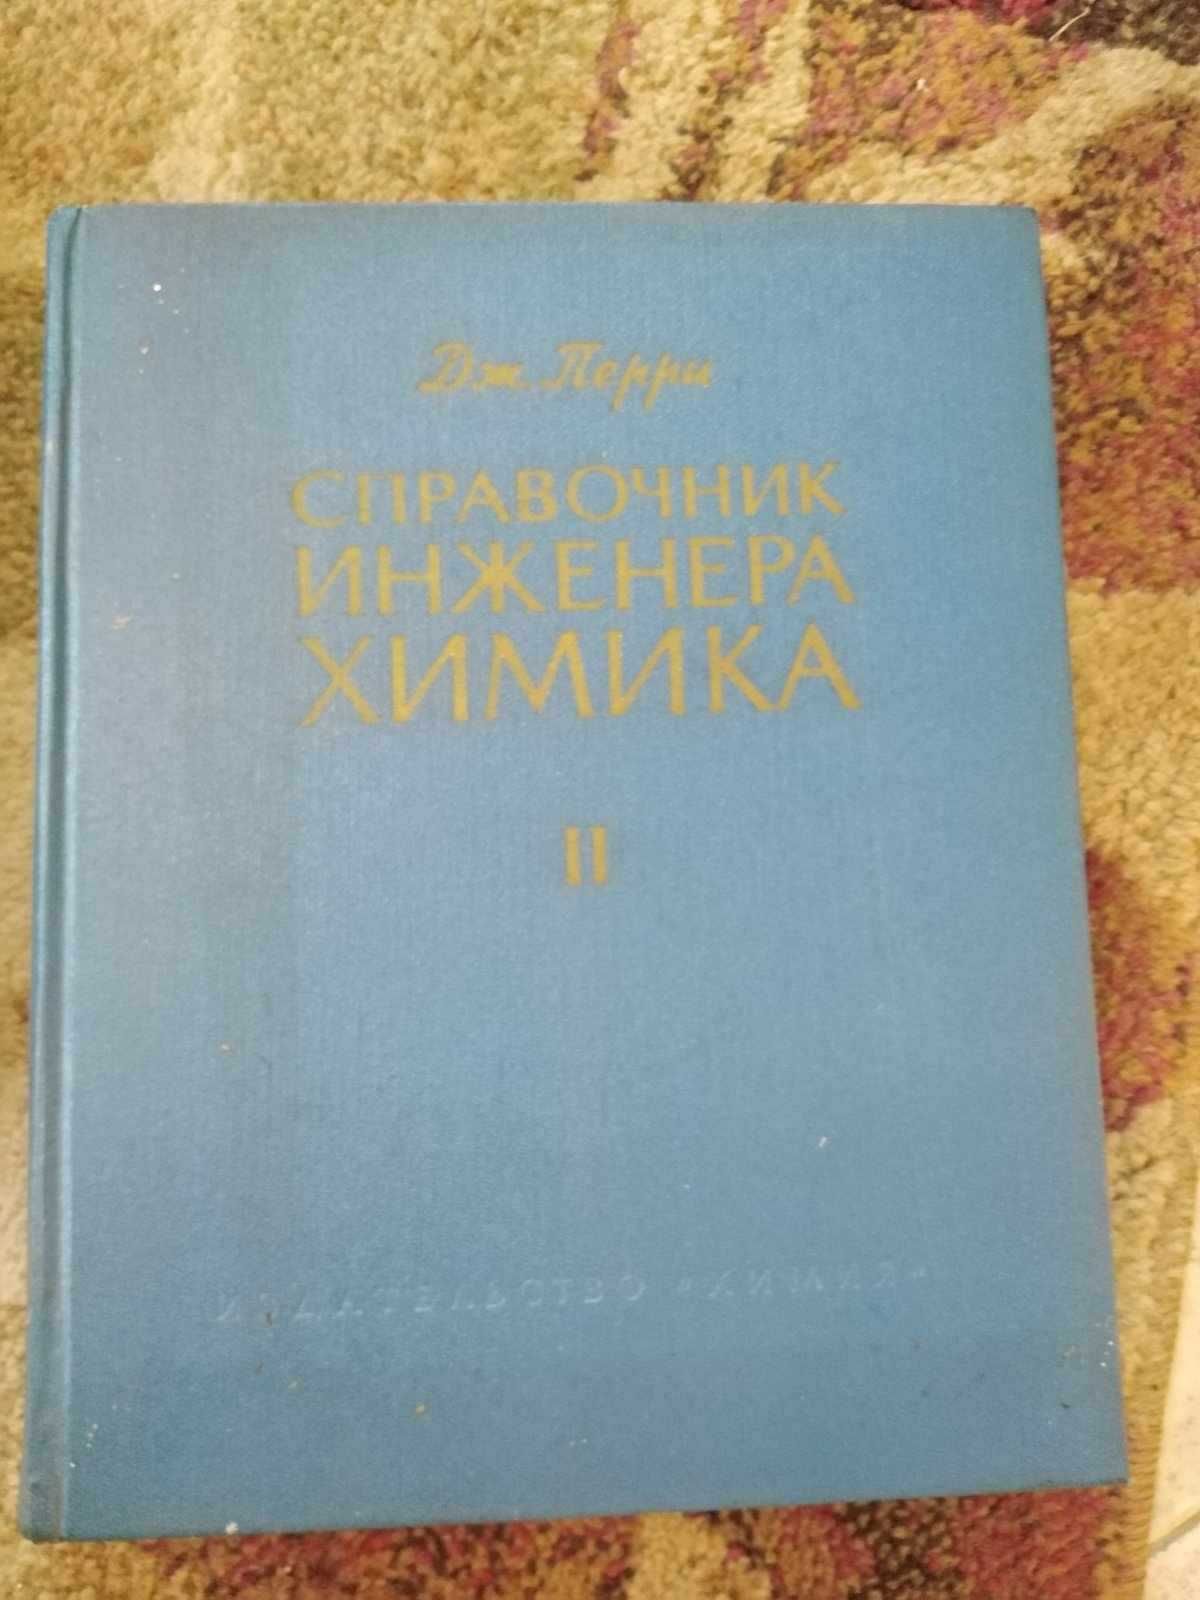 Дж. Перри
СПРАВОЧНИК
ИНЖЕНЕРА
ХИМИКА
II
ИЗДАТЕЛЬСТВО «ХИМИЯ»